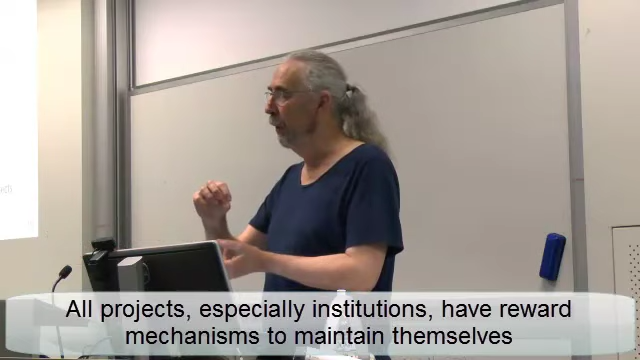 All projects, especially institutions, have reward
mechanisms to maintain themselves